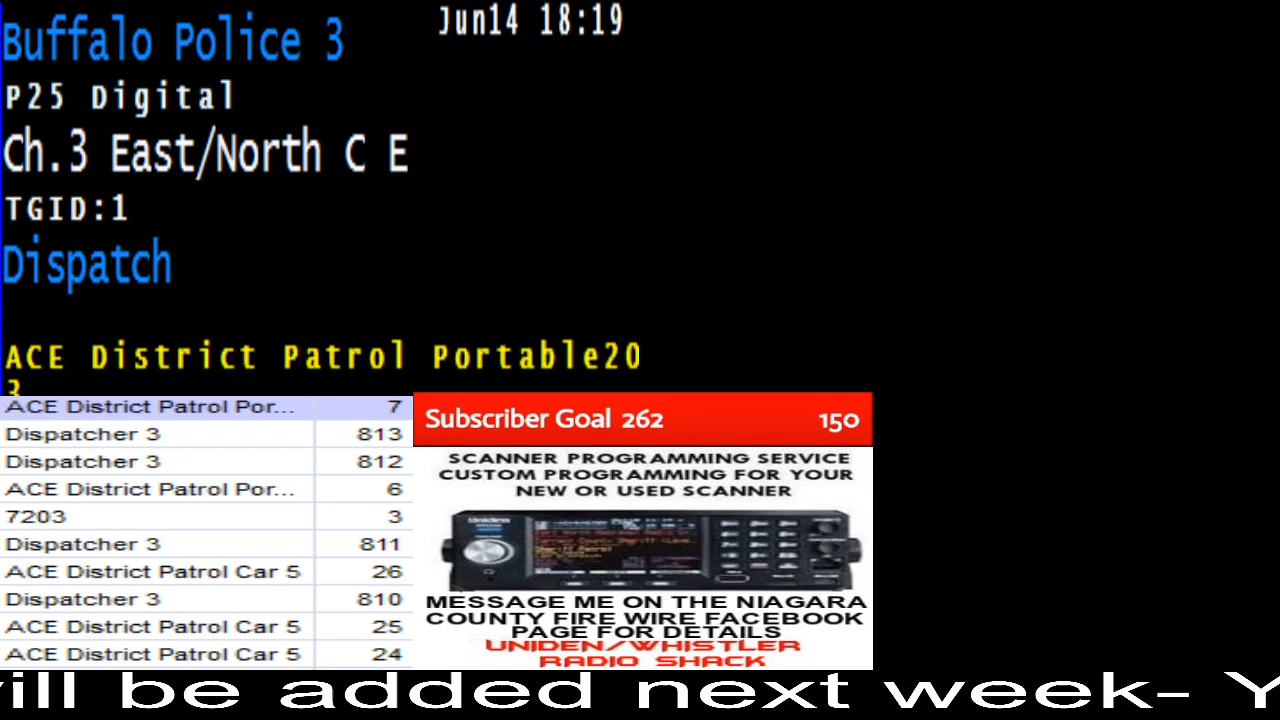 Buffalo Police 3
Jun14 18:19
P25 Digital
Ch.3 East/North C E
TGID:1
Dispatch
ACE District Patrol Portable20
3
ACE District Patrol Por... 7
Dispatcher 3 813
Dispatcher 3 812
ACE District Patrol Por... 6
7203 3
Dispatcher 3 811
ACE District Patrol Car 5 26
Dispatcher 3 810
ACE District Patrol Car 5 25
ACE District Patrol Car 5 24
Subscriber Goal 262 150
SCANNER PROGRAMMING SERVICE
CUSTOM PROGRAMMING FOR YOUR
NEW OR USED SCANNER
Uniden
MESSAGE ME ON THE NIAGARA
COUNTY FIRE WIRE FACEBOOK
PAGE FOR DETAILS
UNIDEN/WHISTLER
RADIO SHACK
will be added next week- Y